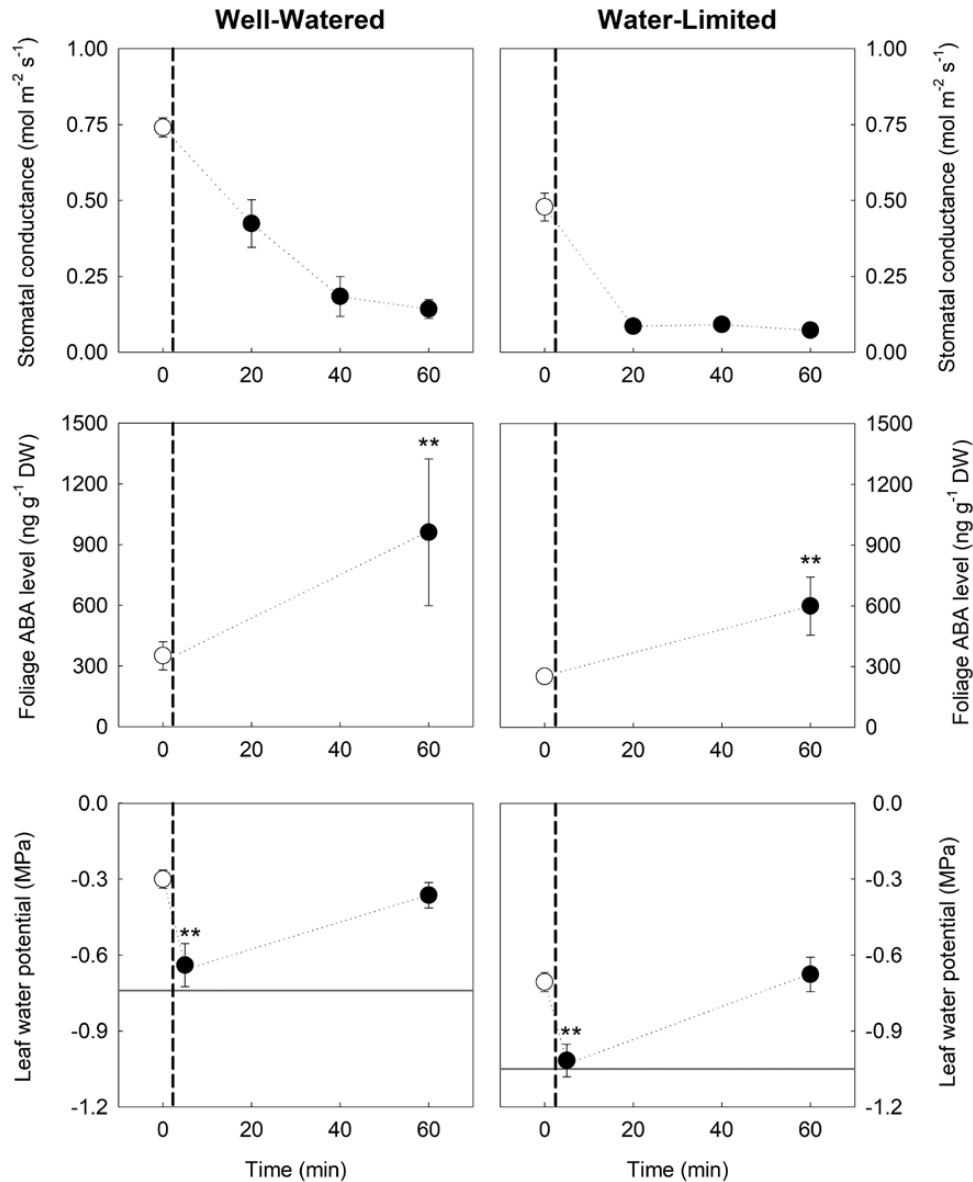 Well-Watered
Water-Limited
Stomatal conductance (mol m⁻² s⁻¹)
1.00
0.75
0.50
0.25
0.00
0 20 40 60
0 20 40 60
1.00
0.75
0.50
0.25
0.00
Stomatal conductance (mol m⁻² s⁻¹)
Foliage ABA level (ng g⁻¹ DW)
1500
1200
900
600
300
0
**
0 20 40 60
**
0 20 40 60
1500
1200
900
600
300
0
Foliage ABA level (ng g⁻¹ DW)
Leaf water potential (MPa)
0.0
-0.3
-0.6
-0.9
-1.2
**
0 20 40 60
Time (min)
**
0 20 40 60
Time (min)
0.0
-0.3
-0.6
-0.9
-1.2
Leaf water potential (MPa)